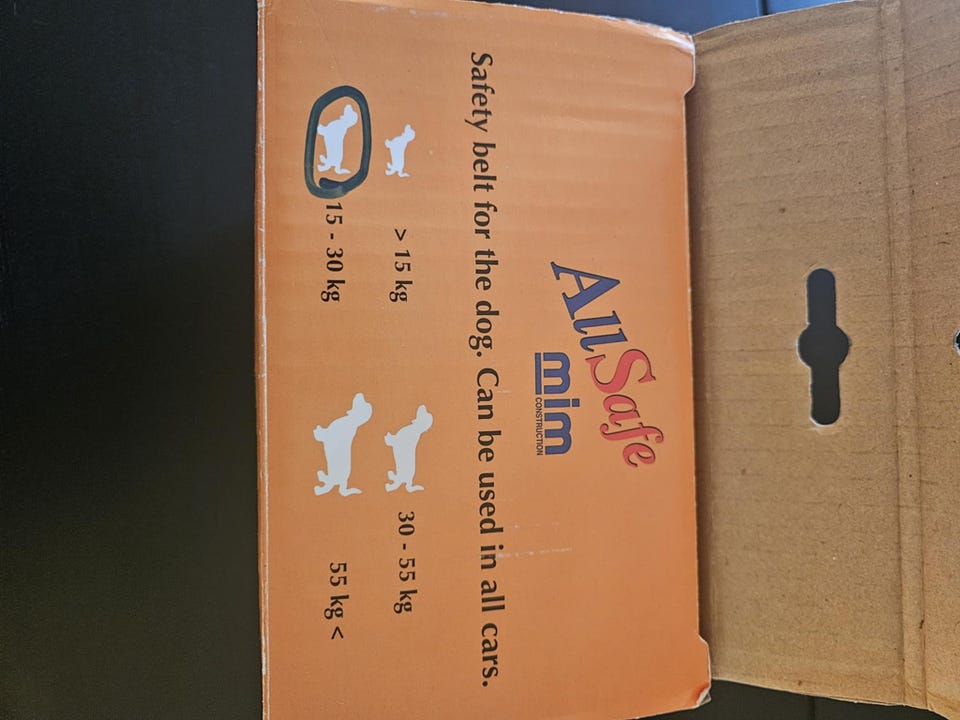 AllSafe
mim
CONSTRUCTION
Safety belt for the dog. Can be used in all cars.
> 15 kg
30 - 55 kg
15 - 30 kg
55 kg <